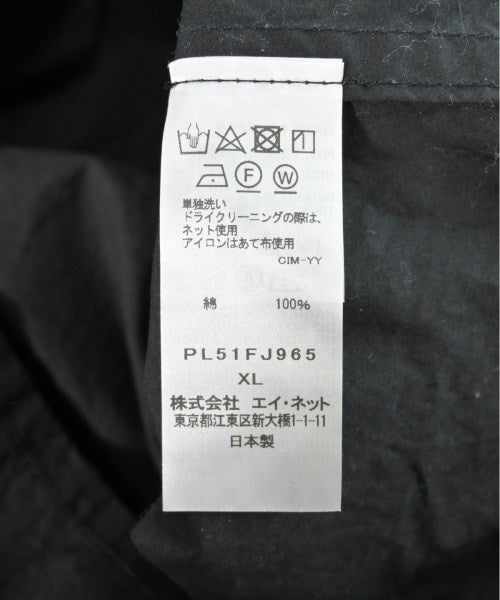 F W
単独洗い
ドライクリーニングの際は、
ネット使用
アイロンはあて布使用
CIM-YY
綿 100%
PL51FJ965
XL
株式会社 エイ・ネット
東京都江東区新大橋1-1-11
日本製